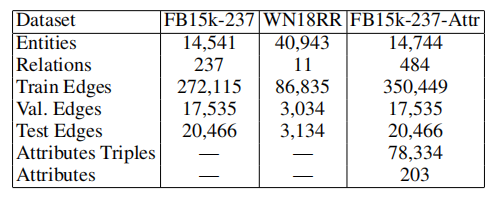 Dataset FB15k-237 WN18RR FB15k-237-Attr
Entities 14,541 40,943 14,744
Relations 237 11 484
Train Edges 272,115 86,835 350,449
Val. Edges 17,535 3,034 17,535
Test Edges 20,466 3,134 20,466
Attributes Triples — — 78,334
Attributes — — 203